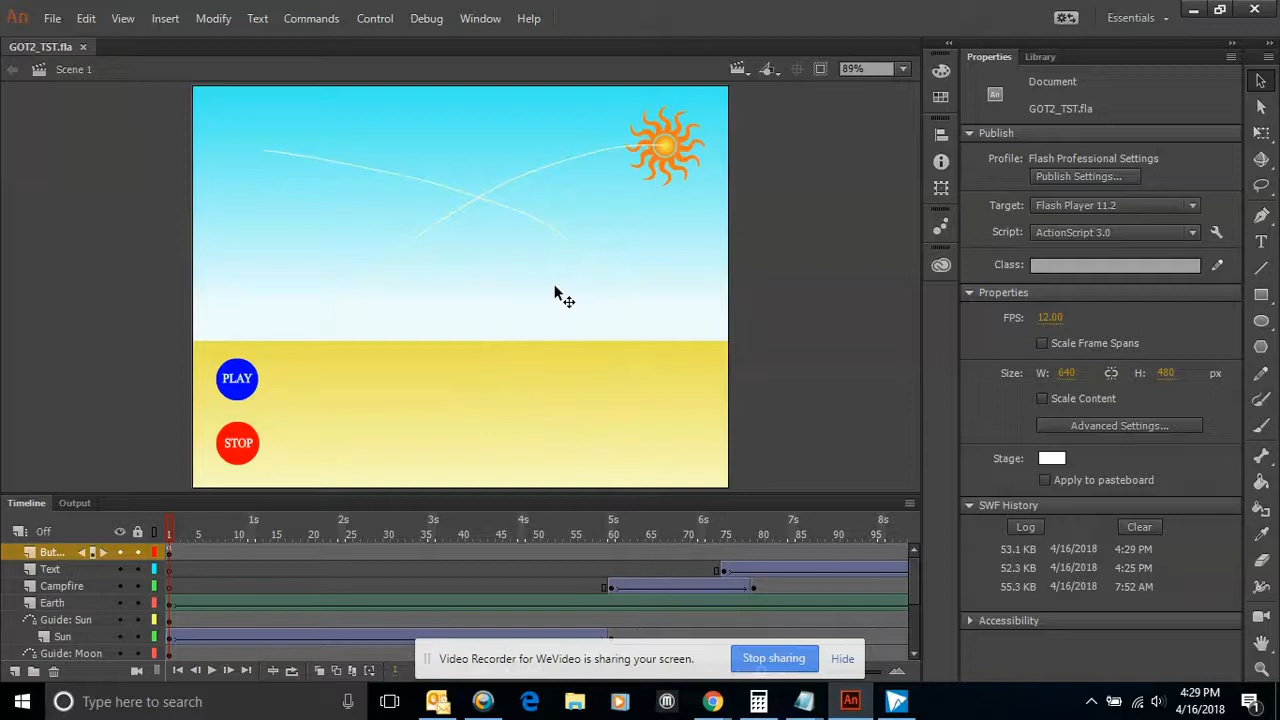 An File Edit View Insert Modify Text Commands Control Debug Window Help Essentials
GOT2_TST.fla ×
Scene 1 89%
PLAY
STOP
Properties Library
Document
An GOT2_TST.fla
Publish
Profile: Flash Professional Settings
Publish Settings...
Target: Flash Player 11.2
Script: ActionScript 3.0
Class:
Properties
FPS: 12.00
Scale Frame Spans
Size: W: 640 H: 480 px
Scale Content
Advanced Settings...
Stage:
Apply to pasteboard
SWF History
Log Clear
53.1 KB 4/16/2018 4:29 PM
52.3 KB 4/16/2018 4:25 PM
55.3 KB 4/16/2018 7:52 AM
Accessibility
Timeline Output
Off 1s 2s 3s 4s 5s 6s 7s 8s
1 5 10 15 20 25 30 35 40 45 50 55 60 65 70 75 80 85 90 95
But...
Text
Campfire
Earth
Guide: Sun
Sun
Guide: Moon
1
Video Recorder for WeVideo is sharing your screen. Stop sharing Hide
Type here to search
An
4:29 PM
4/16/2018